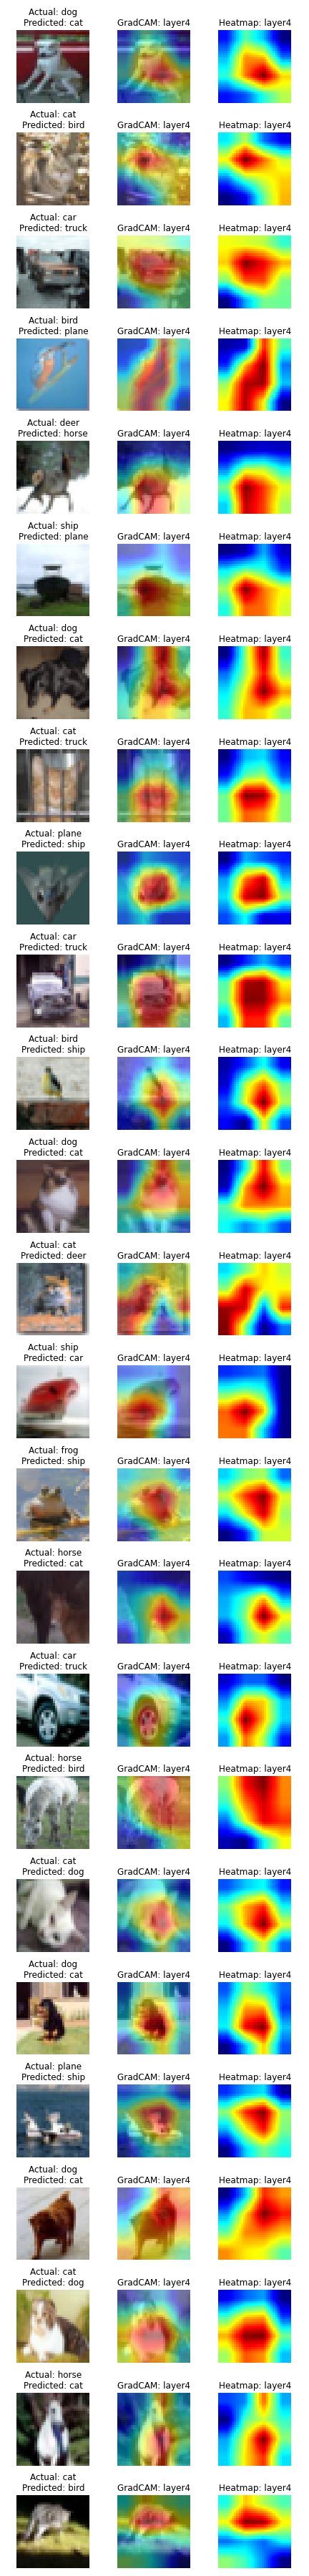 Actual: dog
Predicted: cat
GradCAM: layer4
Heatmap: layer4
Actual: cat
Predicted: bird
GradCAM: layer4
Heatmap: layer4
Actual: car
Predicted: truck
GradCAM: layer4
Heatmap: layer4
Actual: bird
Predicted: plane
GradCAM: layer4
Heatmap: layer4
Actual: deer
Predicted: horse
GradCAM: layer4
Heatmap: layer4
Actual: ship
Predicted: plane
GradCAM: layer4
Heatmap: layer4
Actual: dog
Predicted: cat
GradCAM: layer4
Heatmap: layer4
Actual: cat
Predicted: truck
GradCAM: layer4
Heatmap: layer4
Actual: plane
Predicted: ship
GradCAM: layer4
Heatmap: layer4
Actual: car
Predicted: truck
GradCAM: layer4
Heatmap: layer4
Actual: bird
Predicted: ship
GradCAM: layer4
Heatmap: layer4
Actual: dog
Predicted: cat
GradCAM: layer4
Heatmap: layer4
Actual: cat
Predicted: deer
GradCAM: layer4
Heatmap: layer4
Actual: ship
Predicted: car
GradCAM: layer4
Heatmap: layer4
Actual: frog
Predicted: ship
GradCAM: layer4
Heatmap: layer4
Actual: horse
Predicted: cat
GradCAM: layer4
Heatmap: layer4
Actual: car
Predicted: truck
GradCAM: layer4
Heatmap: layer4
Actual: horse
Predicted: bird
GradCAM: layer4
Heatmap: layer4
Actual: cat
Predicted: dog
GradCAM: layer4
Heatmap: layer4
Actual: dog
Predicted: cat
GradCAM: layer4
Heatmap: layer4
Actual: plane
Predicted: ship
GradCAM: layer4
Heatmap: layer4
Actual: dog
Predicted: cat
GradCAM: layer4
Heatmap: layer4
Actual: cat
Predicted: dog
GradCAM: layer4
Heatmap: layer4
Actual: horse
Predicted: cat
GradCAM: layer4
Heatmap: layer4
Actual: cat
Predicted: bird
GradCAM: layer4
Heatmap: layer4